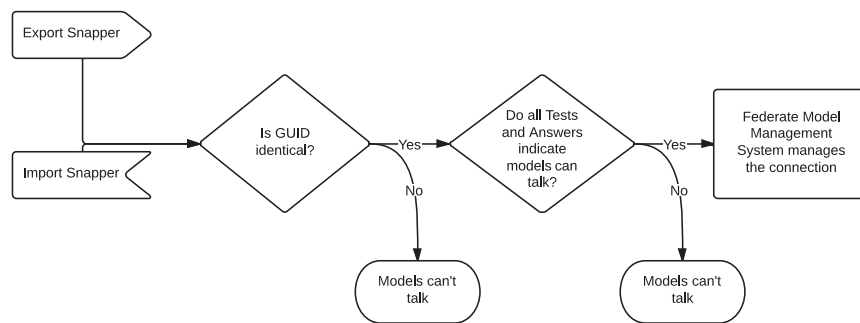 Export Snapper
Import Snapper
Is GUID
identical?
Yes
No
Models can't
talk
Do all Tests
and Answers
indicate
models can
talk?
Yes
No
Models can't
talk
Federate Model
Management
System manages
the connection